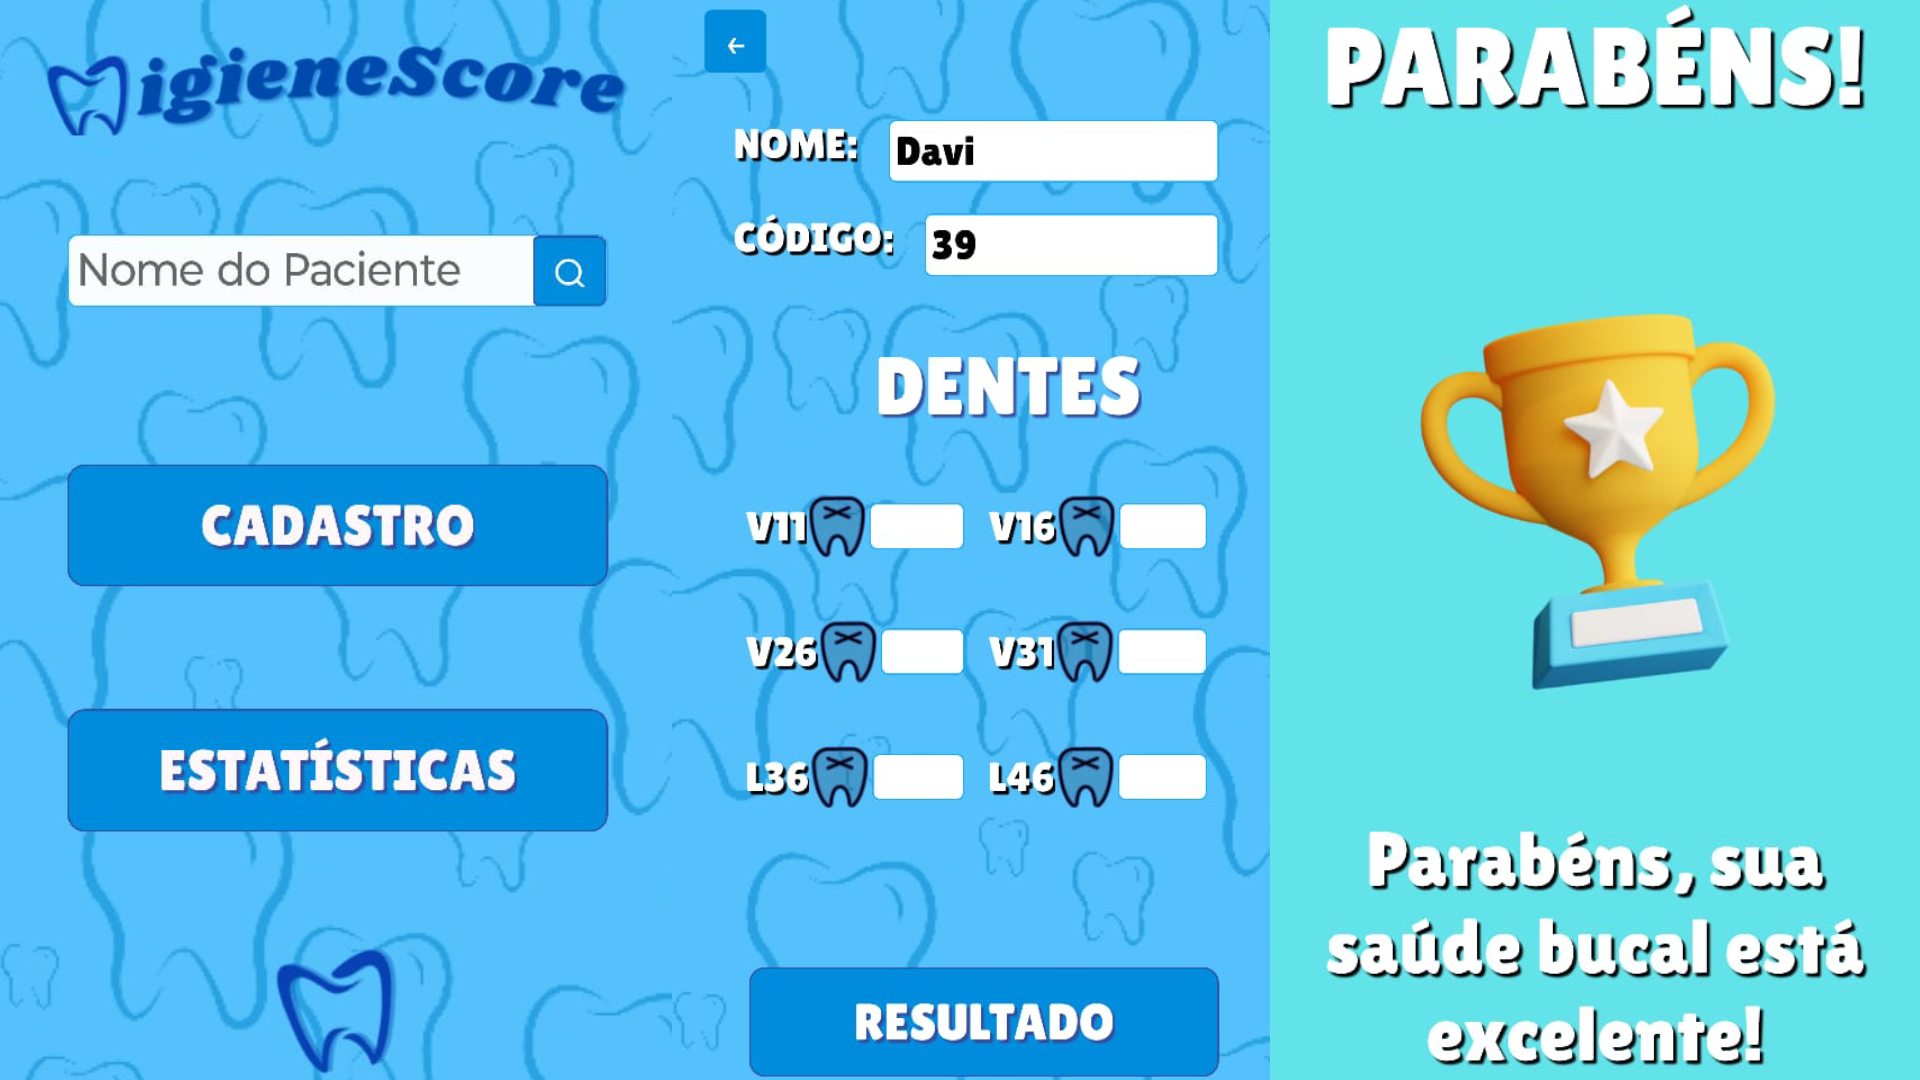 igieneScore
Nome do Paciente
CADASTRO
ESTATÍSTICAS
NOME: Davi
CÓDIGO: 39
DENTES
V11 V16
V26 V31
L36 L46
RESULTADO
PARABÉNS!
Parabéns, sua
saúde bucal está
excelente!